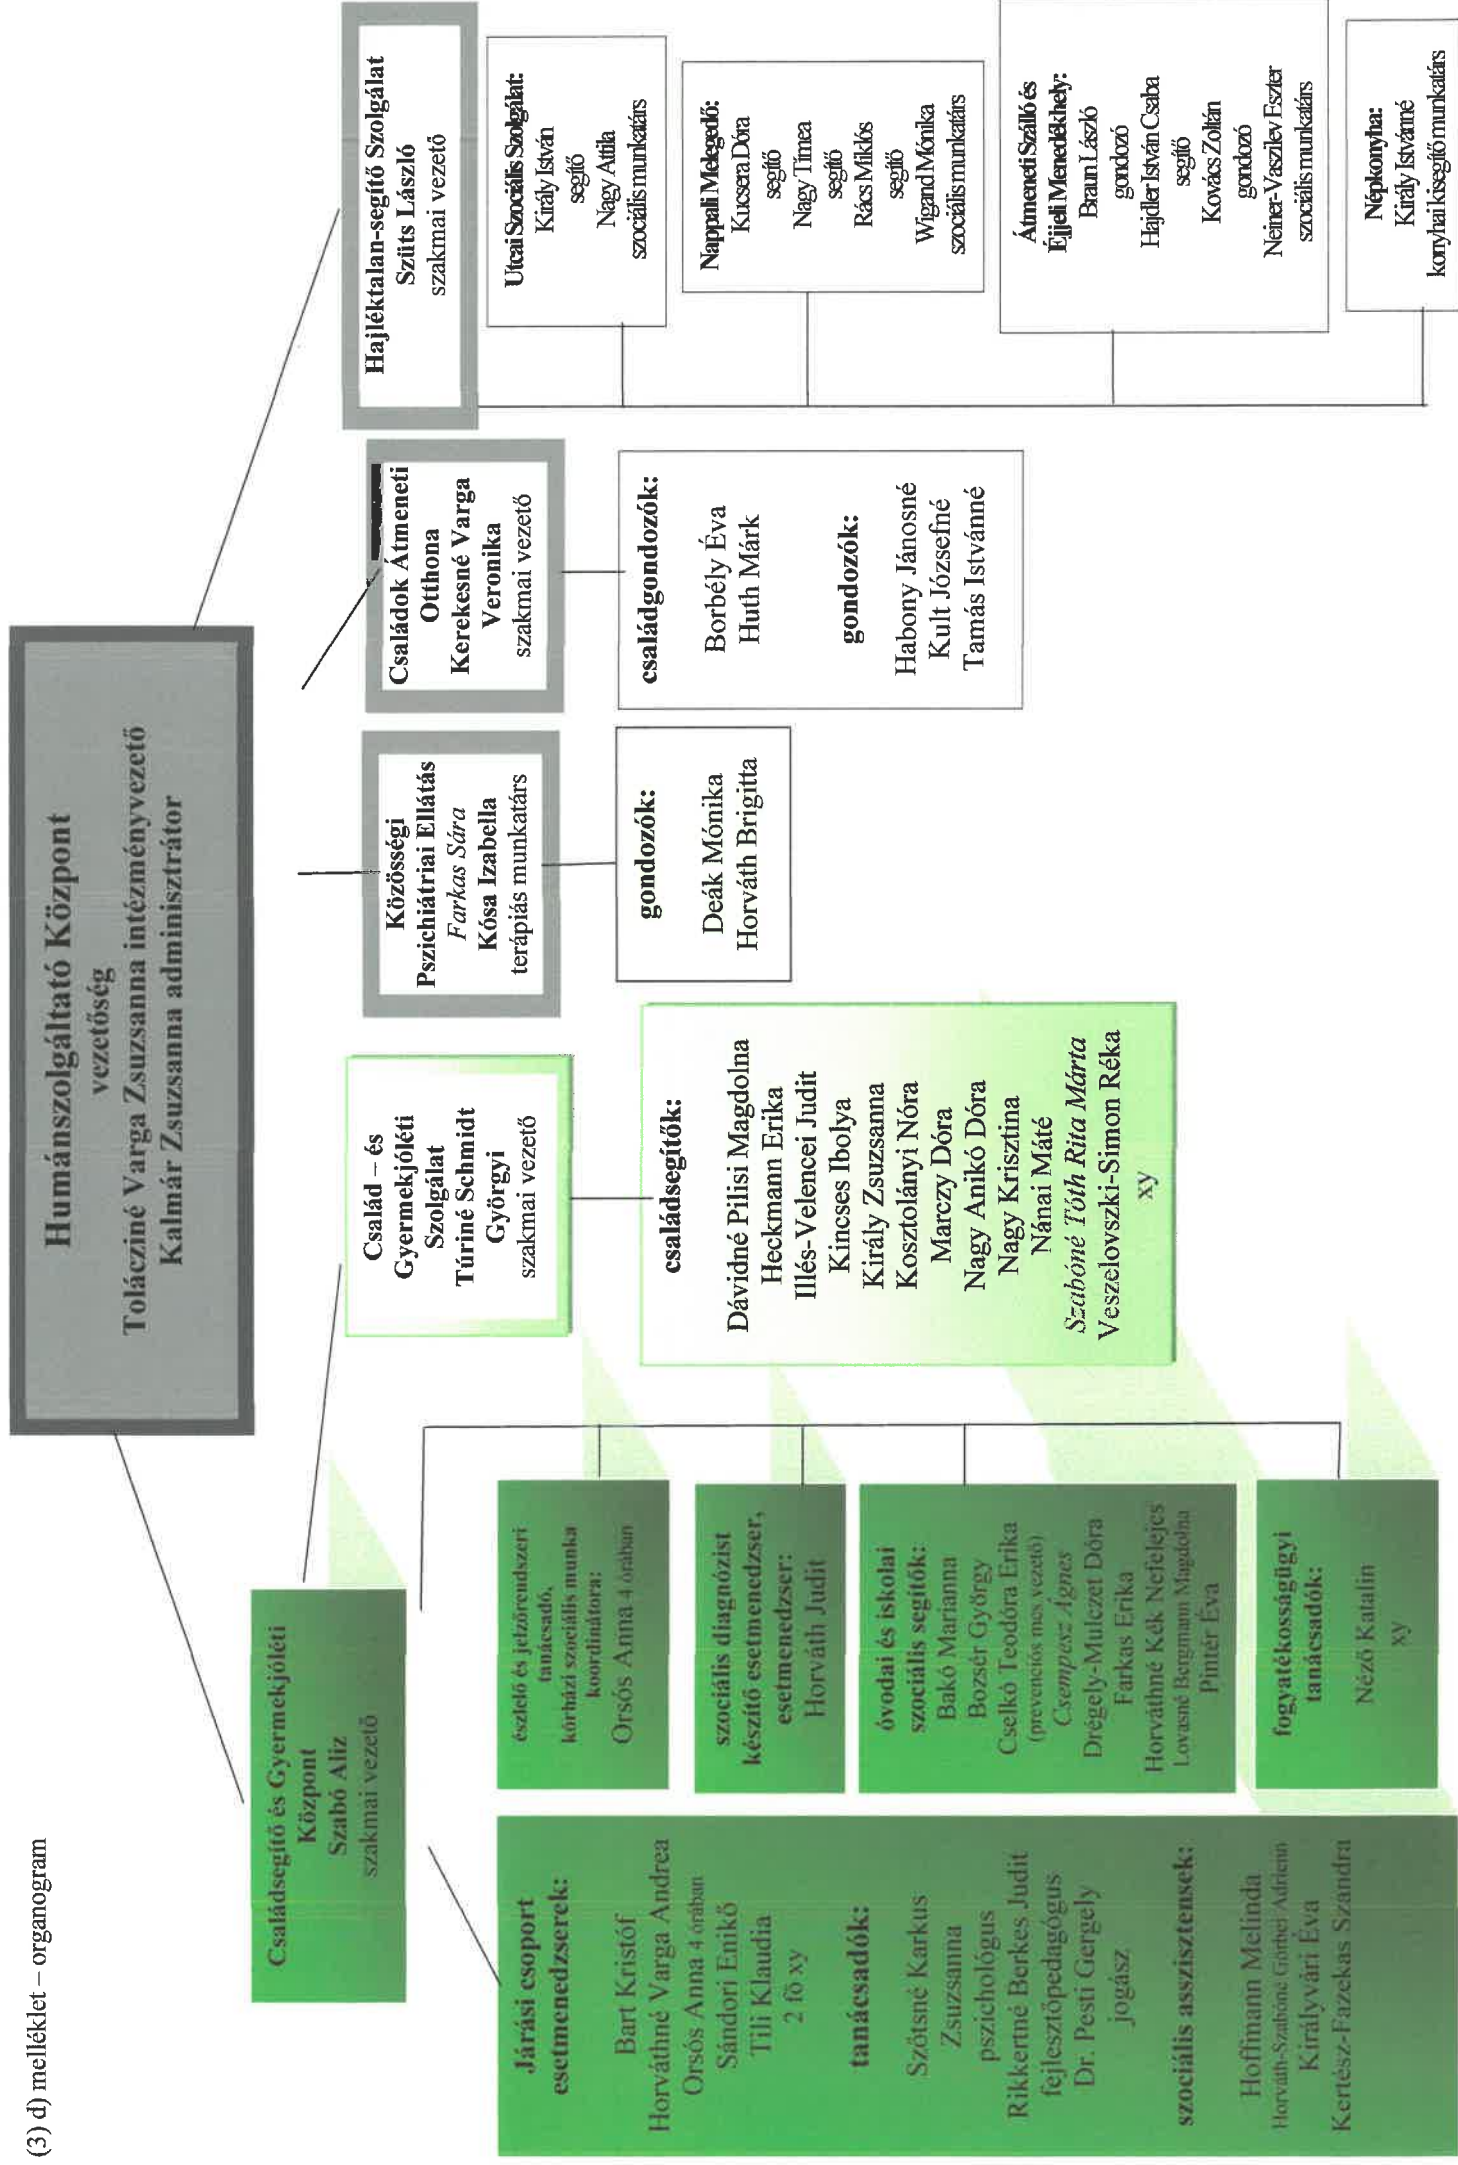 (3) d) melléklet – organogram
Humánszolgáltató Központ
vezetőség
Tolácziné Varga Zsuzsanna intézményvezető
Kalmár Zsuzsanna adminisztrátor
Családsegítő és Gyermekjóléti
Központ
Szabó Aliz
szakmai vezető
Család – és
Gyermekjóléti
Szolgálat
Túriné Schmidt
Györgyi
szakmai vezető
Közösségi
Pszichiátriai Ellátás
Farkas Sára
Kósa Izabella
terápiás munkatárs
Családok Átmeneti
Otthona
Kerekesné Varga
Veronika
szakmai vezető
Hajléktalan-segítő Szolgálat
Szüts László
szakmai vezető
Járási csoport
esetmenedzserek:
Bart Kristóf
Horváthné Varga Andrea
Orsós Anna 4 órában
Sándori Enikő
Tili Klaudia
2 fő xy
tanácsadók:
Szőtsné Karkus
Zsuzsanna
pszichológus
Rikkertné Berkes Judit
fejlesztőpedagógus
Dr. Pesti Gergely
jogász
szociális asszisztensek:
Hoffmann Melinda
Horváth-Szabóné Görbei Adrienn
Királyvári Éva
Kertész-Fazekas Szandra
észlelő és jelzőrendszeri
tanácsadó,
kórházi szociális munka
koordinátora:
Orsós Anna 4 órában
szociális diagnózist
készítő esetmenedzser,
esetmenedzser:
Horváth Judit
óvodai és iskolai
szociális segítők:
Bakó Marianna
Bozsér György
Cselkó Teodóra Erika
(prevenciós mcs.vezető)
Csempesz Ágnes
Drégely-Mulczet Dóra
Farkas Erika
Horváthné Kék Nefelejcs
Lovasné Bergmann Magdolna
Pintér Éva
fogyatékosságügyi
tanácsadók:
Néző Katalin
xy
családsegítők:
Dávidné Pilisi Magdolna
Heckmann Erika
Illés-Velencei Judit
Kincses Ibolya
Király Zsuzsanna
Kosztolányi Nóra
Marczy Dóra
Nagy Anikó Dóra
Nagy Krisztina
Nánai Máté
Szabóné Tóth Rita Márta
Veszelovszki-Simon Réka
xy
gondozók:
Deák Mónika
Horváth Brigitta
családgondozók:
Borbély Éva
Huth Márk
gondozók:
Habony Jánosné
Kult Józsefné
Tamás Istvánné
Utcai Szociális Szolgálat:
Király István
segítő
Nagy Attila
szociális munkatárs
Nappali Melegedő:
Kucsera Dóra
segítő
Nagy Tímea
segítő
Rács Miklós
segítő
Wigand Mónika
szociális munkatárs
Átmeneti Szálló és
Éjjeli Menedékhely:
Braun László
gondozó
Hajdler István Csaba
segítő
Kovács Zoltán
gondozó
Neiner-Vaszilev Eszter
szociális munkatárs
Népkonyha:
Király Istvánné
konyhai kisegítő munkatárs